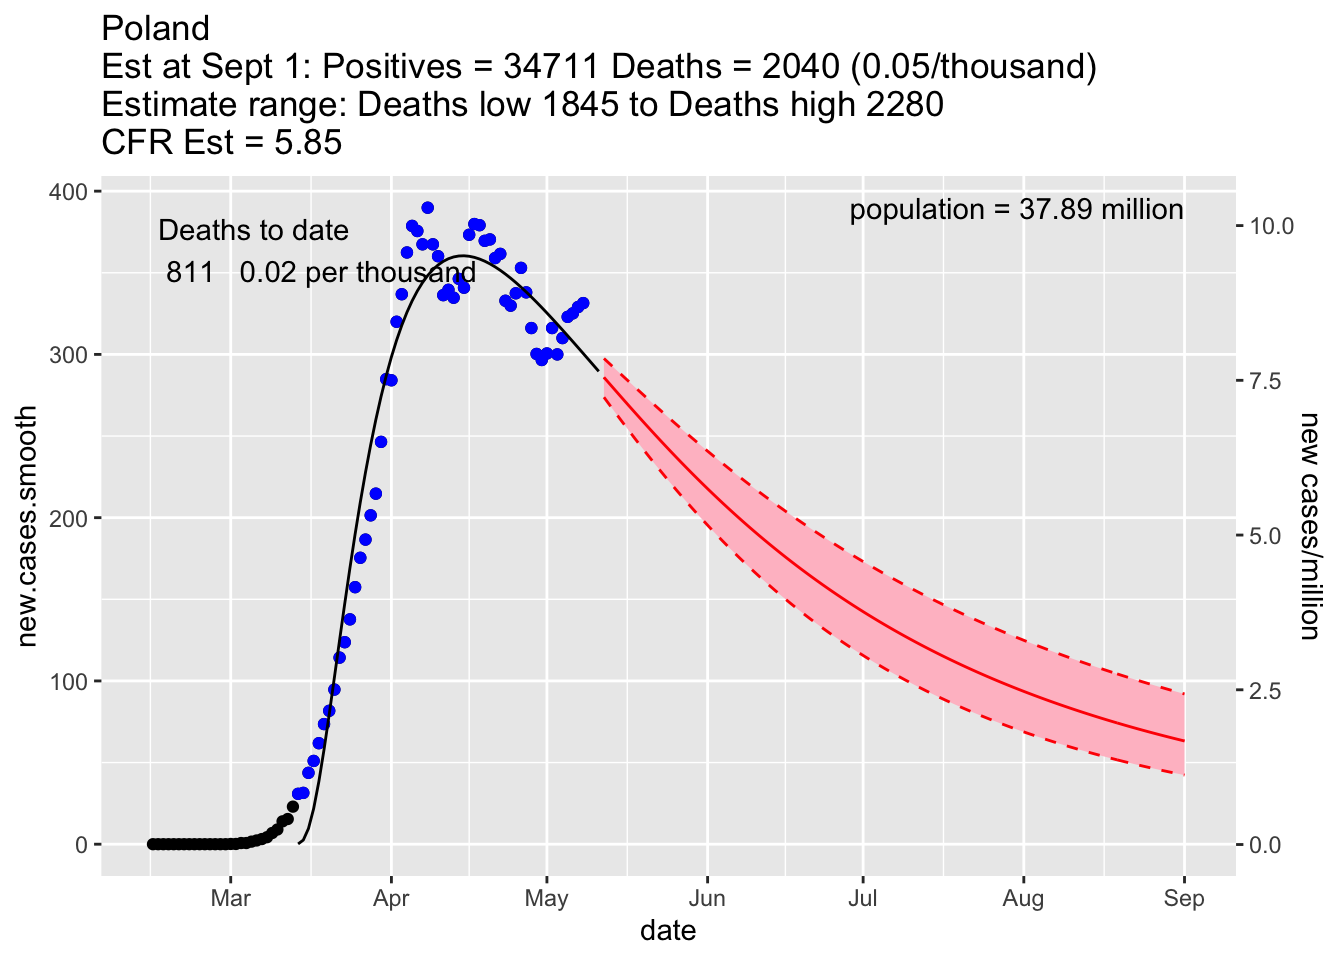 Poland
Est at Sept 1: Positives = 34711 Deaths = 2040 (0.05/thousand)
Estimate range: Deaths low 1845 to Deaths high 2280
CFR Est = 5.85
400
300
200
100
0
new.cases.smooth
Deaths to date
811 0.02 per thousand
population = 37.89 million
10.0
7.5
5.0
2.5
0.0
new cases/million
Mar Apr May Jun Jul Aug Sep
date